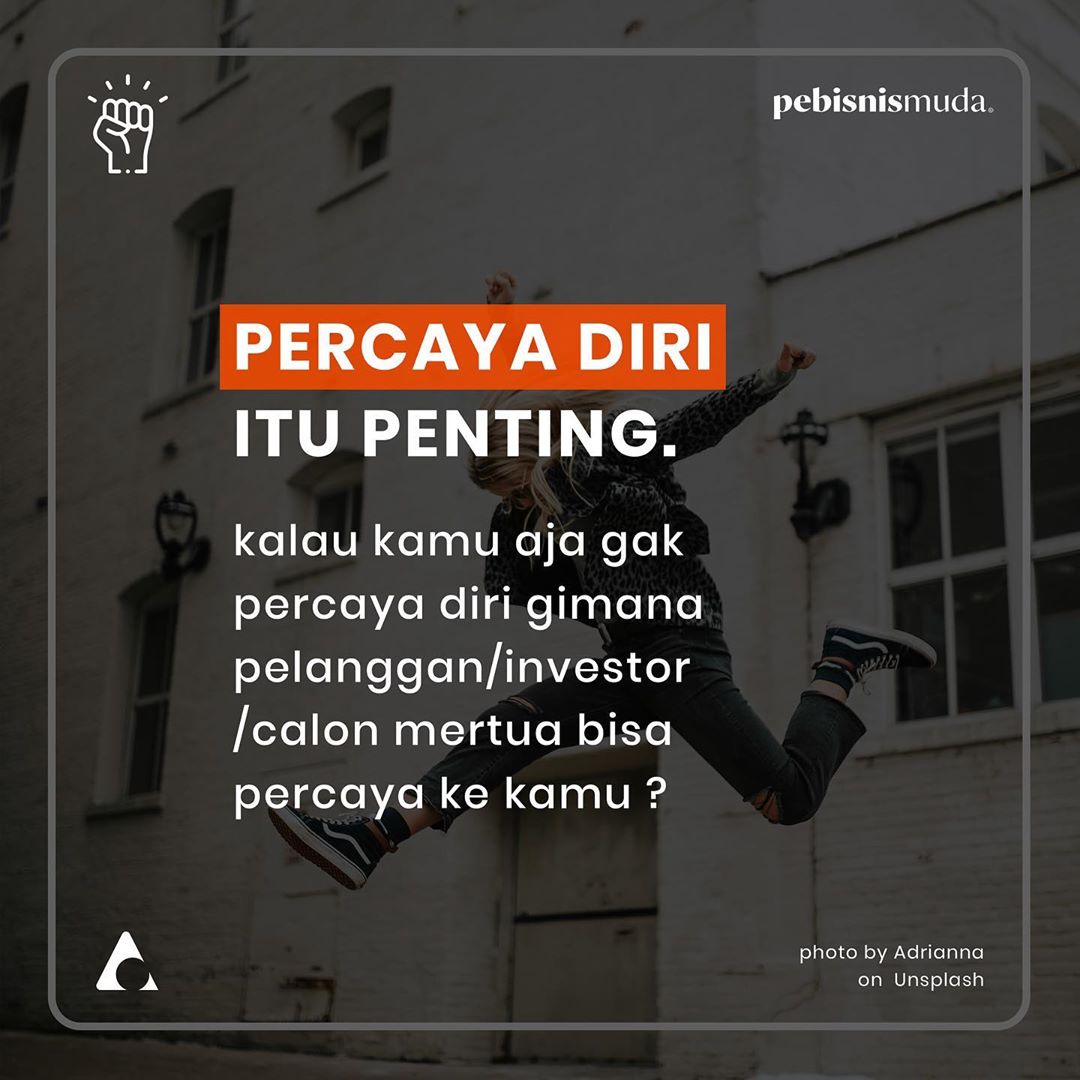 pebisnismuda.
PERCAYA DIRI
ITU PENTING.
kalau kamu aja gak
percaya diri gimana
pelanggan/investor
/calon mertua bisa
percaya ke kamu ?
photo by Adrianna
on Unsplash